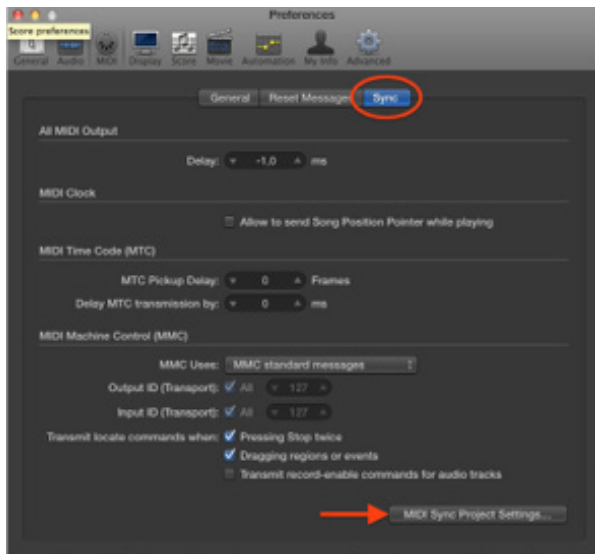 Preferences
Score preferences
General Audio MIDI Display Score Movie Automation My Info Advanced
General Reset Messages Sync
All MIDI Output
Delay: -1,0 ms
MIDI Clock
Allow to send Song Position Pointer while playing
MIDI Time Code (MTC)
MTC Pickup Delay: 0 Frames
Delay MTC transmission by: 0 ms
MIDI Machine Control (MMC)
MMC Uses: MMC standard messages
Output ID (Transport): All 127
Input ID (Transport): All 127
Transmit locate commands when: Pressing Stop twice
Dragging regions or events
Transmit record-enable commands for audio tracks
MIDI Sync Project Settings...